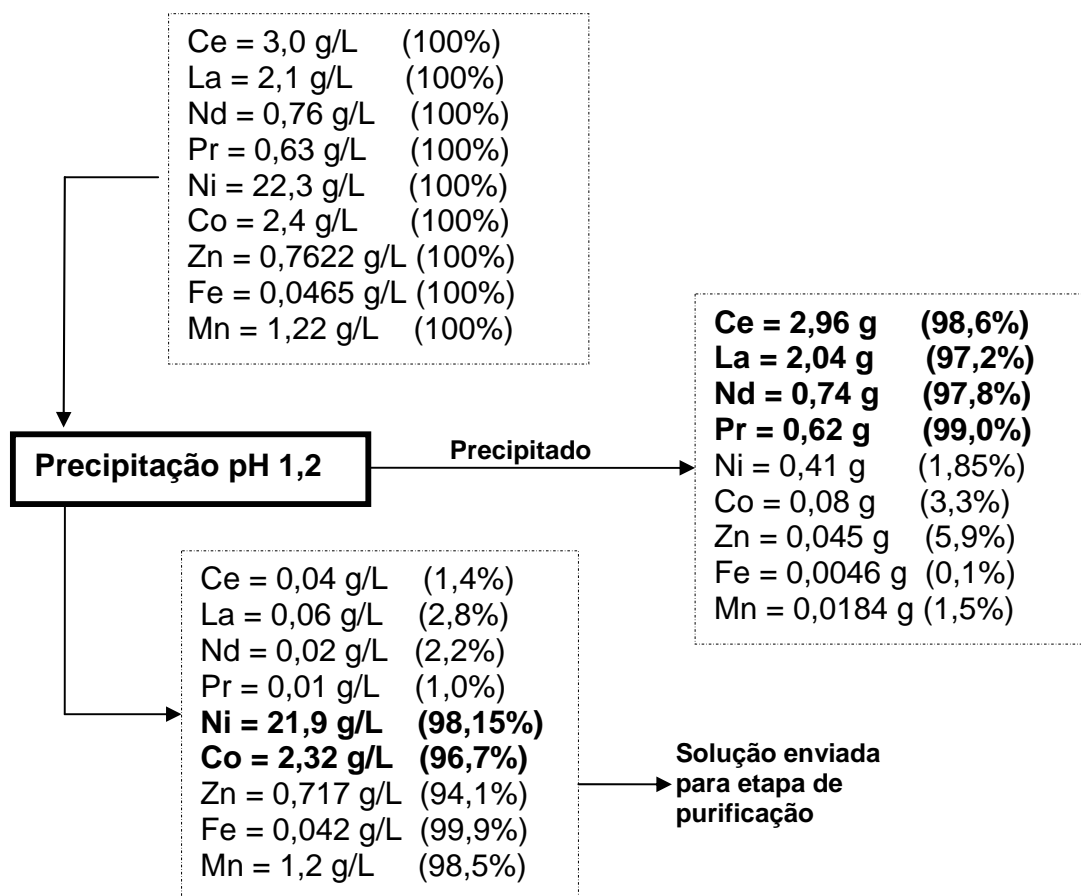 Ce = 3,0 g/L (100%)
La = 2,1 g/L (100%)
Nd = 0,76 g/L (100%)
Pr = 0,63 g/L (100%)
Ni = 22,3 g/L (100%)
Co = 2,4 g/L (100%)
Zn = 0,7622 g/L (100%)
Fe = 0,0465 g/L (100%)
Mn = 1,22 g/L (100%)
Precipitação pH 1,2
Precipitado
Ce = 2,96 g (98,6%)
La = 2,04 g (97,2%)
Nd = 0,74 g (97,8%)
Pr = 0,62 g (99,0%)
Ni = 0,41 g (1,85%)
Co = 0,08 g (3,3%)
Zn = 0,045 g (5,9%)
Fe = 0,0046 g (0,1%)
Mn = 0,0184 g (1,5%)
Ce = 0,04 g/L (1,4%)
La = 0,06 g/L (2,8%)
Nd = 0,02 g/L (2,2%)
Pr = 0,01 g/L (1,0%)
Ni = 21,9 g/L (98,15%)
Co = 2,32 g/L (96,7%)
Zn = 0,717 g/L (94,1%)
Fe = 0,042 g/L (99,9%)
Mn = 1,2 g/L (98,5%)
Solução enviada
para etapa de
purificação